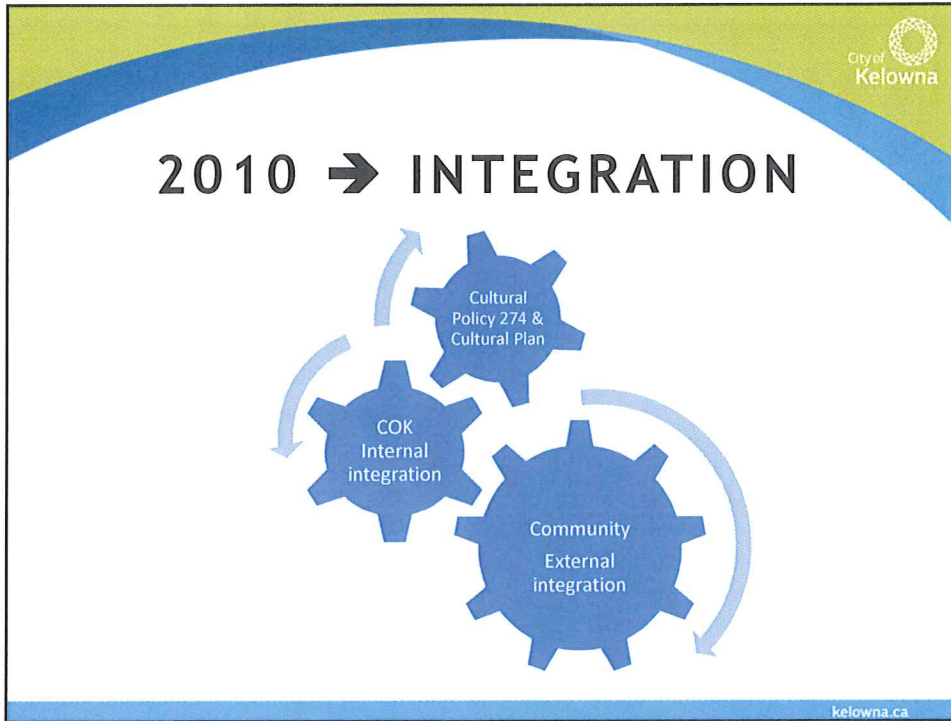 City of
Kelowna
2010 → INTEGRATION
Cultural
Policy 274 &
Cultural Plan
COK
Internal
integration
Community
External
integration
kelowna.ca